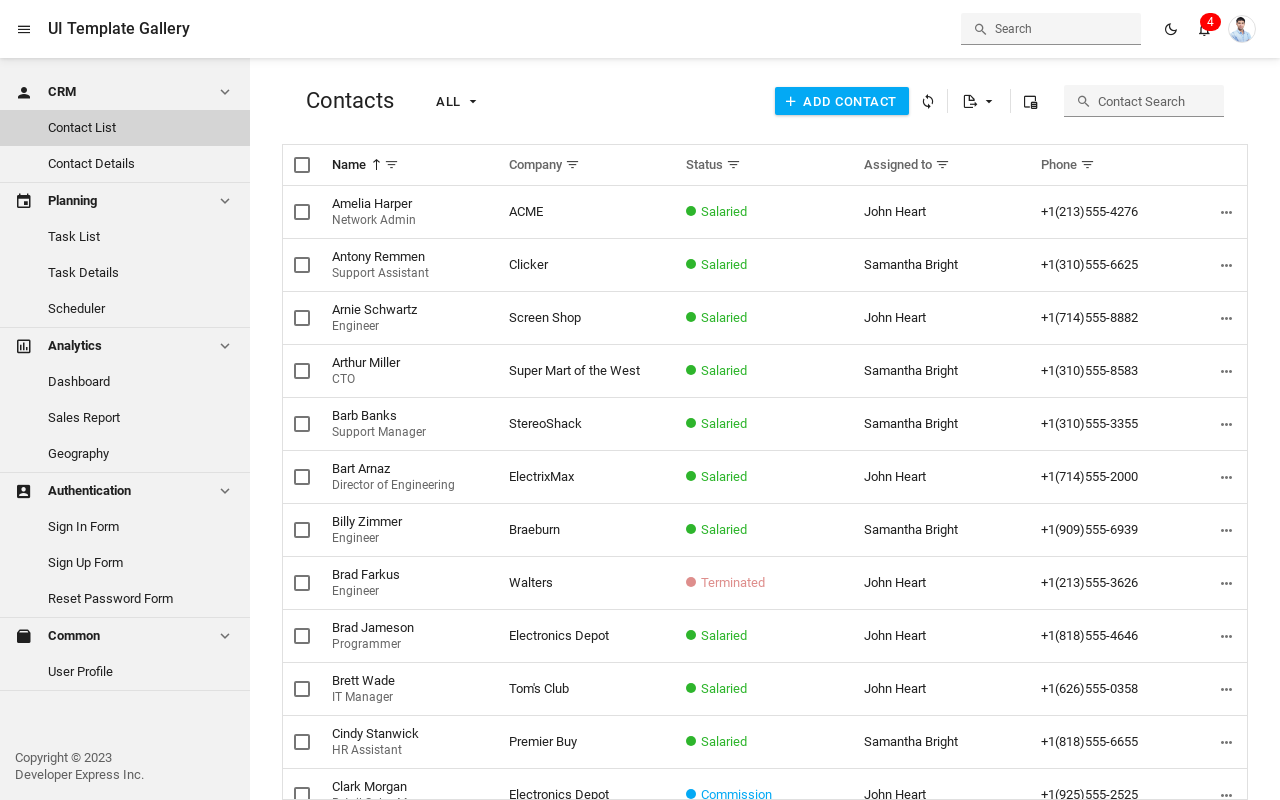 UI Template Gallery
Search
4
CRM
Contact List
Contact Details
Planning
Task List
Task Details
Scheduler
Analytics
Dashboard
Sales Report
Geography
Authentication
Sign In Form
Sign Up Form
Reset Password Form
Common
User Profile
Copyright © 2023
Developer Express Inc.
Contacts ALL ADD CONTACT Contact Search
Name Company Status Assigned to Phone
Amelia Harper
Network Admin
ACME Salaried John Heart +1(213)555-4276
Antony Remmen
Support Assistant
Clicker Salaried Samantha Bright +1(310)555-6625
Arnie Schwartz
Engineer
Screen Shop Salaried John Heart +1(714)555-8882
Arthur Miller
CTO
Super Mart of the West Salaried Samantha Bright +1(310)555-8583
Barb Banks
Support Manager
StereoShack Salaried Samantha Bright +1(310)555-3355
Bart Arnaz
Director of Engineering
ElectrixMax Salaried John Heart +1(714)555-2000
Billy Zimmer
Engineer
Braeburn Salaried Samantha Bright +1(909)555-6939
Brad Farkus
Engineer
Walters Terminated John Heart +1(213)555-3626
Brad Jameson
Programmer
Electronics Depot Salaried John Heart +1(818)555-4646
Brett Wade
IT Manager
Tom's Club Salaried John Heart +1(626)555-0358
Cindy Stanwick
HR Assistant
Premier Buy Salaried Samantha Bright +1(818)555-6655
Clark Morgan
Electronics Depot Commission John Heart +1(925)555-2525